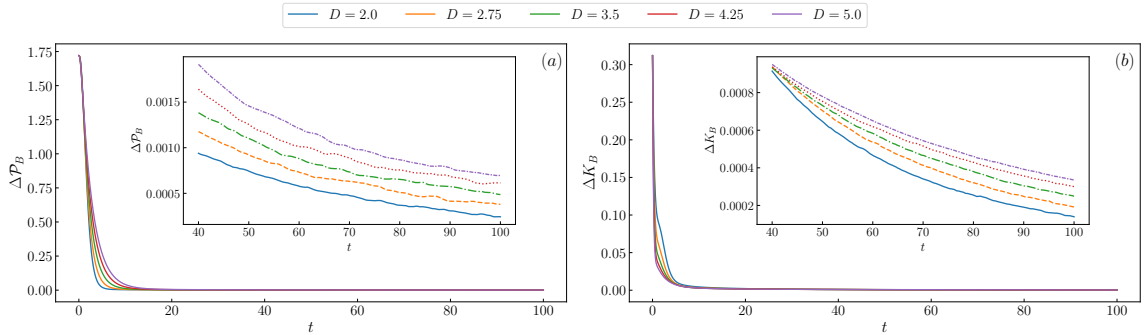 D = 2.0 D = 2.75 D = 3.5 D = 4.25 D = 5.0
(a)
ΔP_B
1.75
1.50
1.25
1.00
0.75
0.50
0.25
0.00
0 20 40 60 80 100
t
ΔP_B
0.0015
0.0010
0.0005
40 50 60 70 80 90 100
t
(b)
ΔK_B
0.30
0.25
0.20
0.15
0.10
0.05
0.00
0 20 40 60 80 100
t
ΔK_B
0.0008
0.0006
0.0004
0.0002
40 50 60 70 80 90 100
t